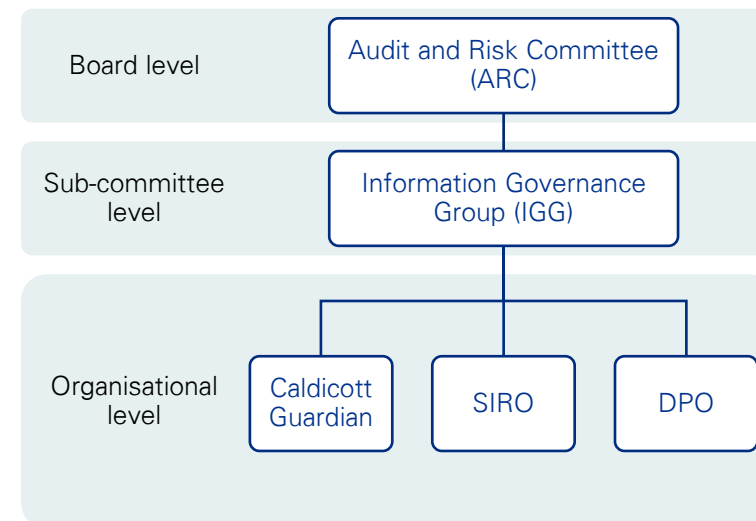 Board level
Audit and Risk Committee
(ARC)
Sub-committee
level
Information Governance
Group (IGG)
Organisational
level
Caldicott
Guardian
SIRO
DPO